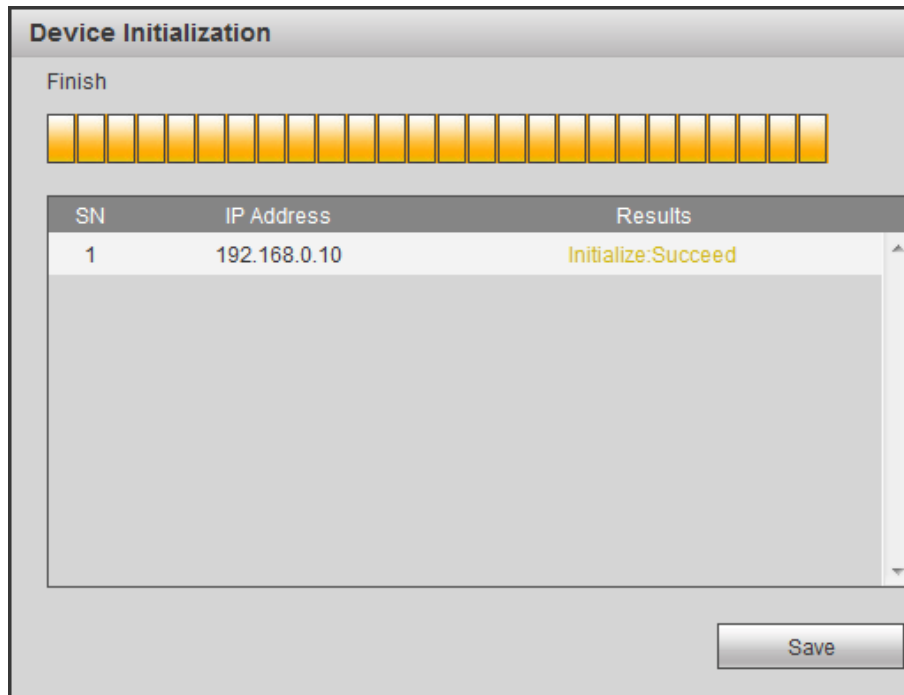 Device Initialization
Finish
SN IP Address Results
1 192.168.0.10 Initialize:Succeed
Save